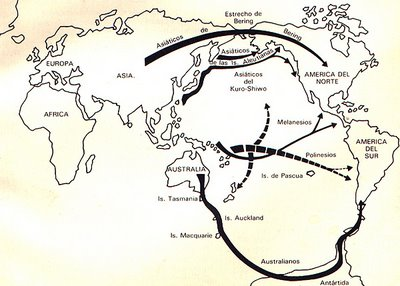 Estrecho de
Bering
Asiáticos de Bering
EUROPA
ASIA.
Asiáticos
de las Is. Aleutianas
AMERICA DEL
NORTE
Asiáticos
del
Kuro-Shiwo
AFRICA
Melanesios
AMERICA
DEL
SUR
Polinesios
AUSTRALIA
Is. de Pascua
Is. Tasmania
Is. Auckland
Is. Macquarie
Australianos
Antártida